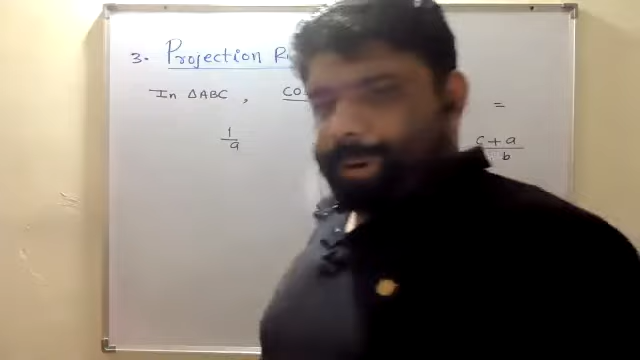 3. Projection R
In ΔABC , CO =
1/a c + a/b